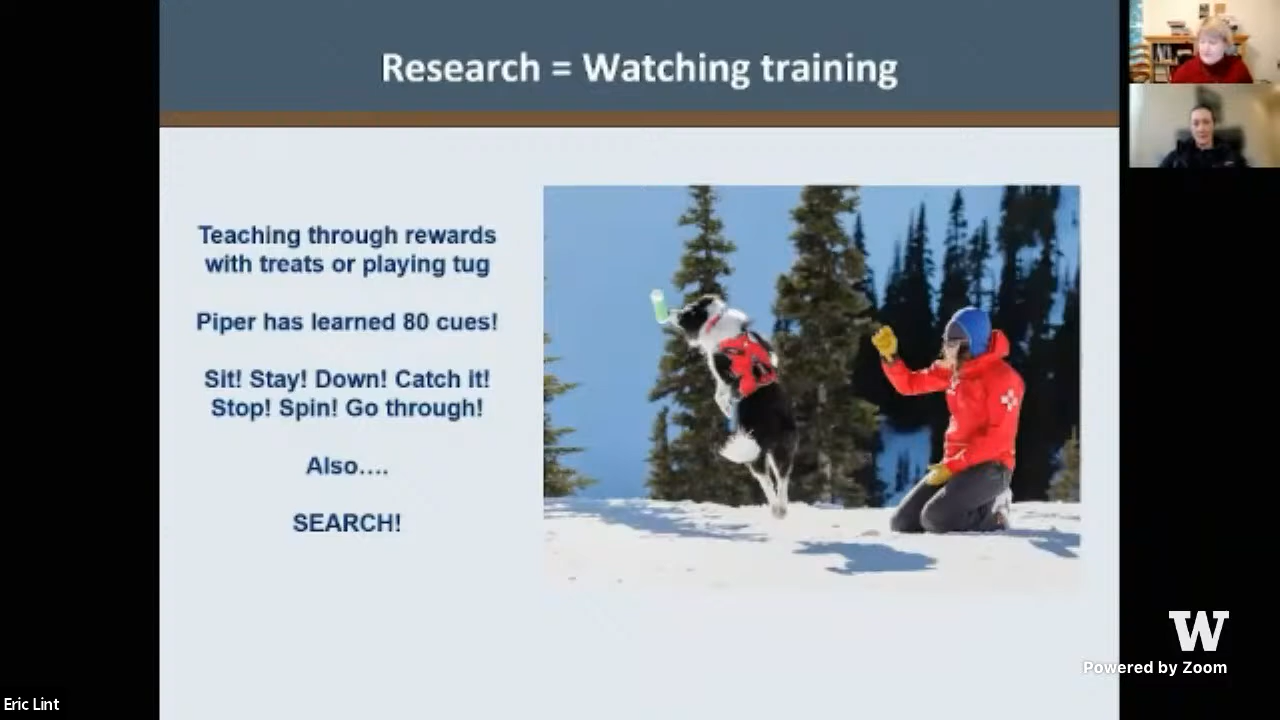 Research = Watching training
Teaching through rewards
with treats or playing tug
Piper has learned 80 cues!
Sit! Stay! Down! Catch it!
Stop! Spin! Go through!
Also....
SEARCH!
W
Powered by Zoom
Eric Lint